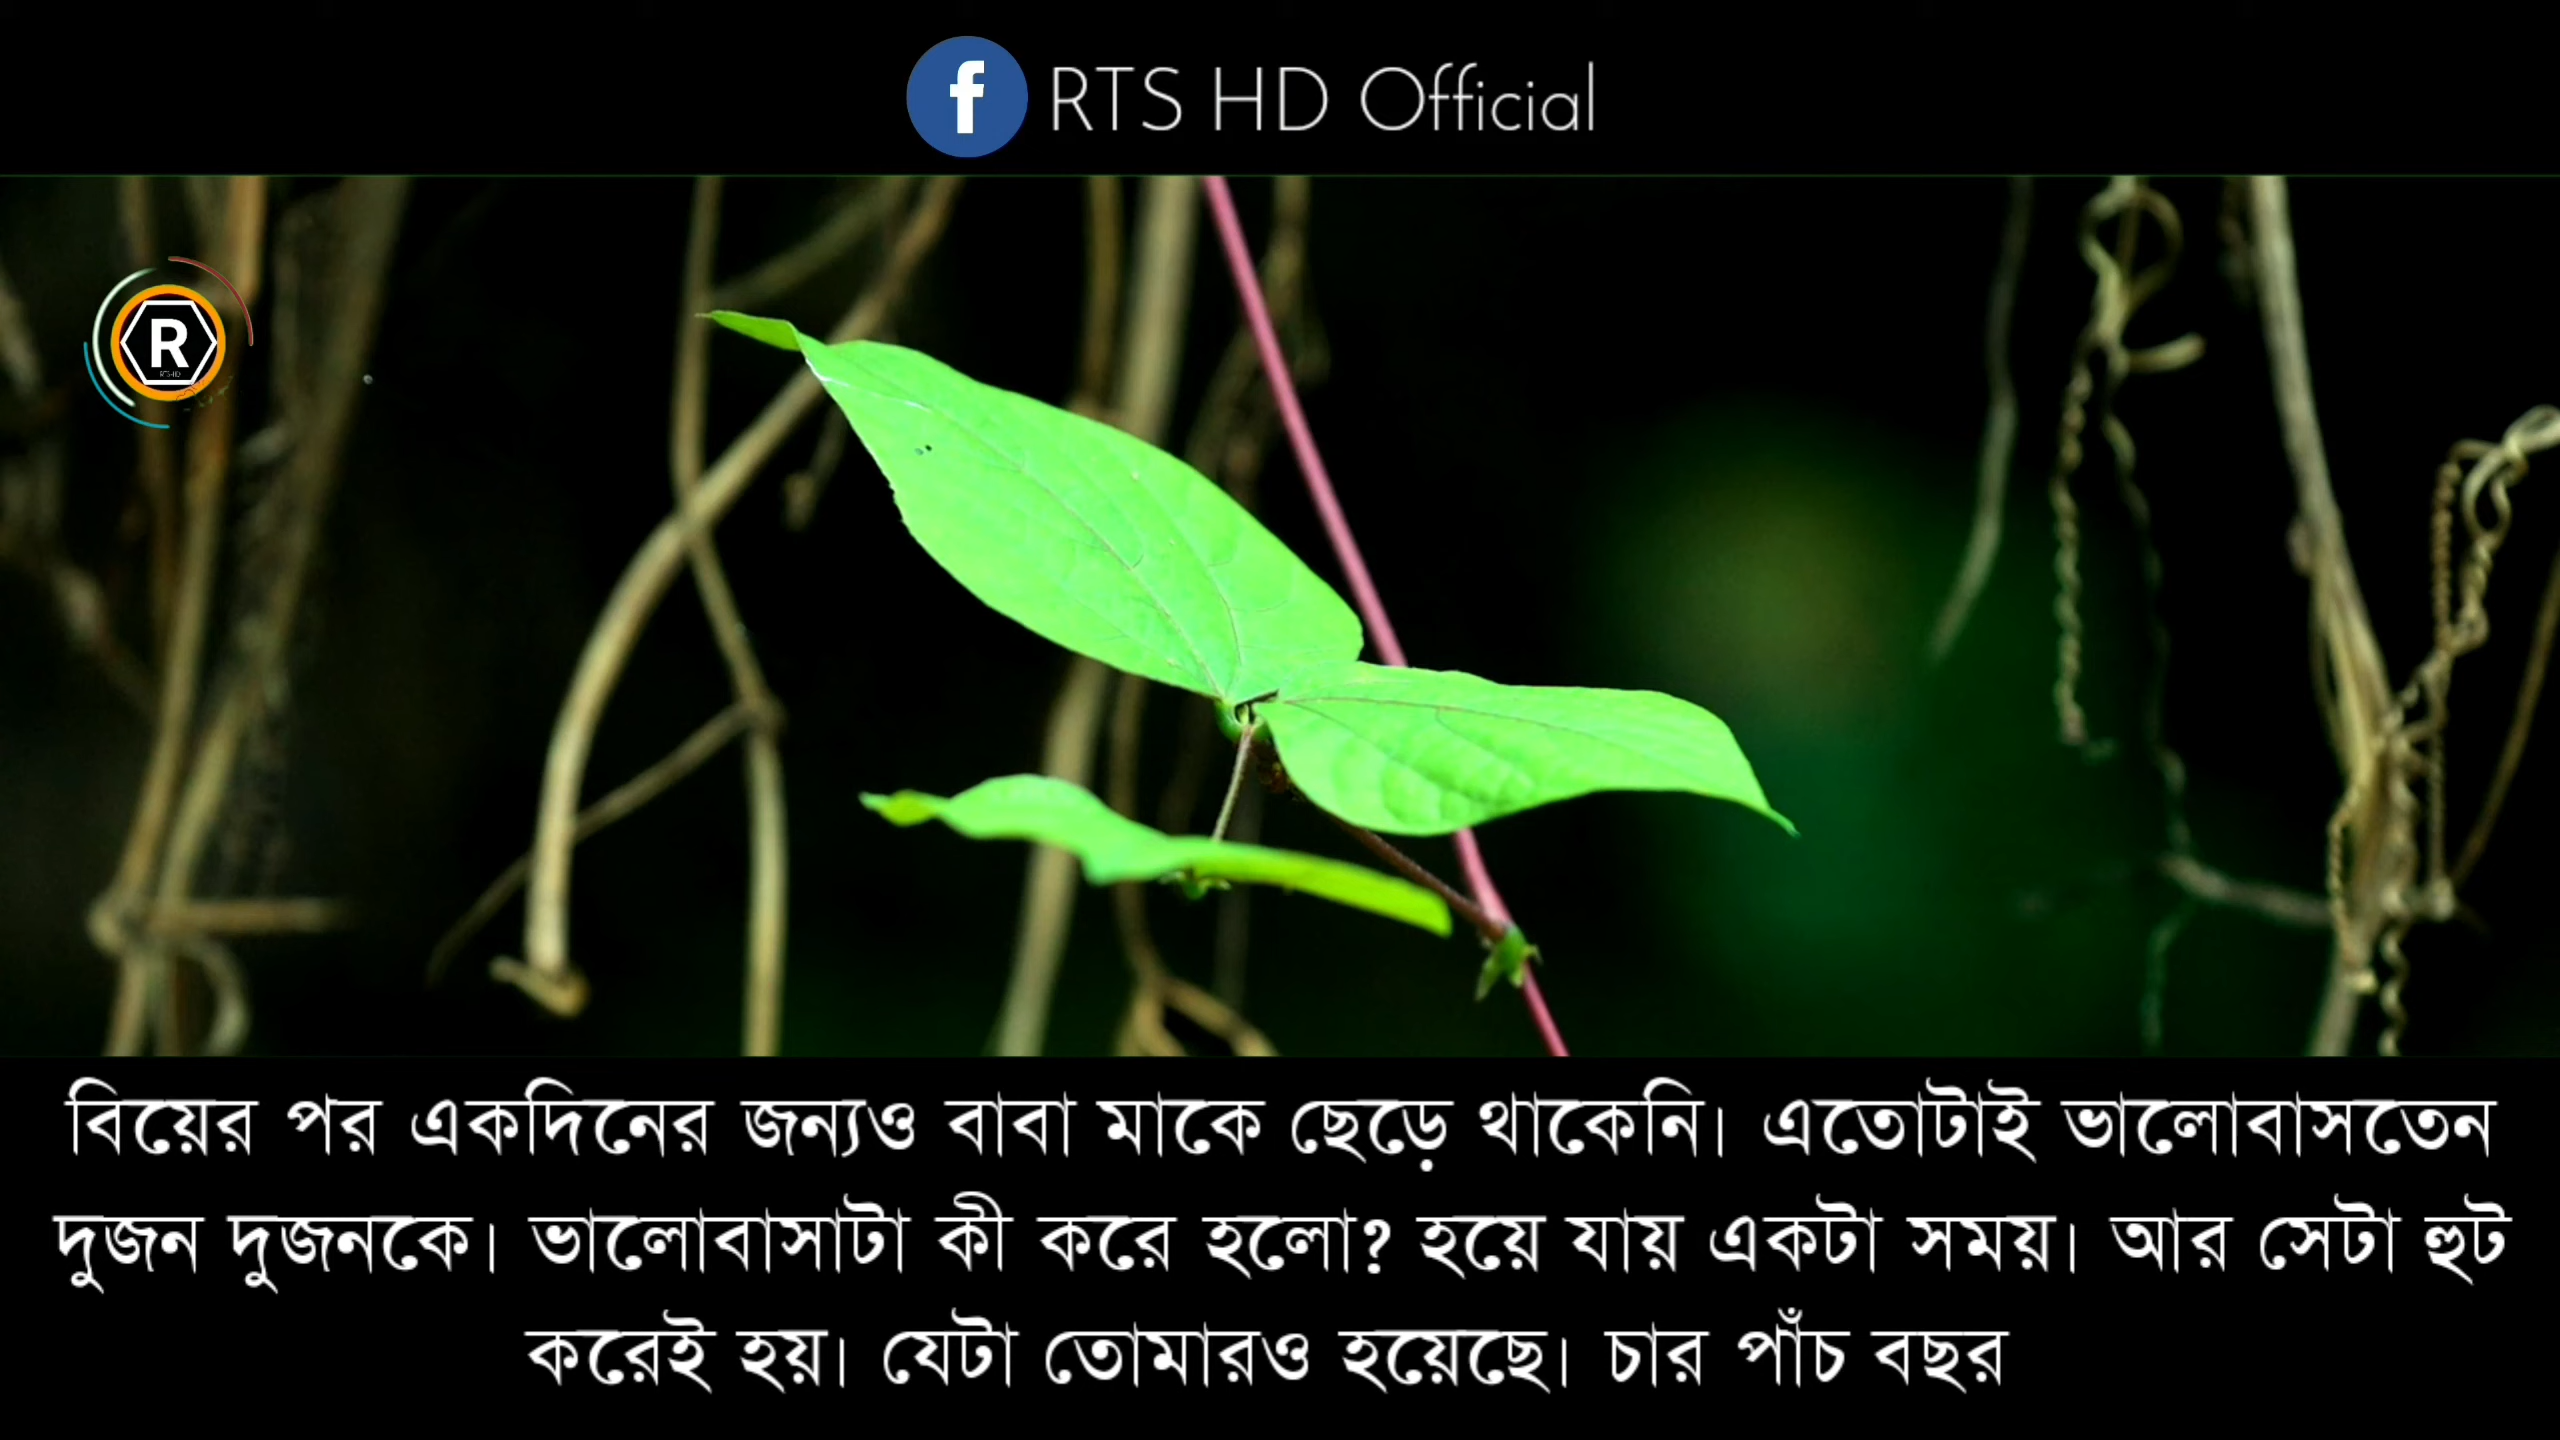 RTS HD Official
R
বিয়ের পর একদিনের জন্যও বাবা মাকে ছেড়ে থাকেনি। এতোটাই ভালোবাসতেন
দুজন দুজনকে। ভালোবাসাটা কী করে হলো? হয়ে যায় একটা সময়। আর সেটা হুট
করেই হয়। যেটা তোমারও হয়েছে। চার পাঁচ বছর